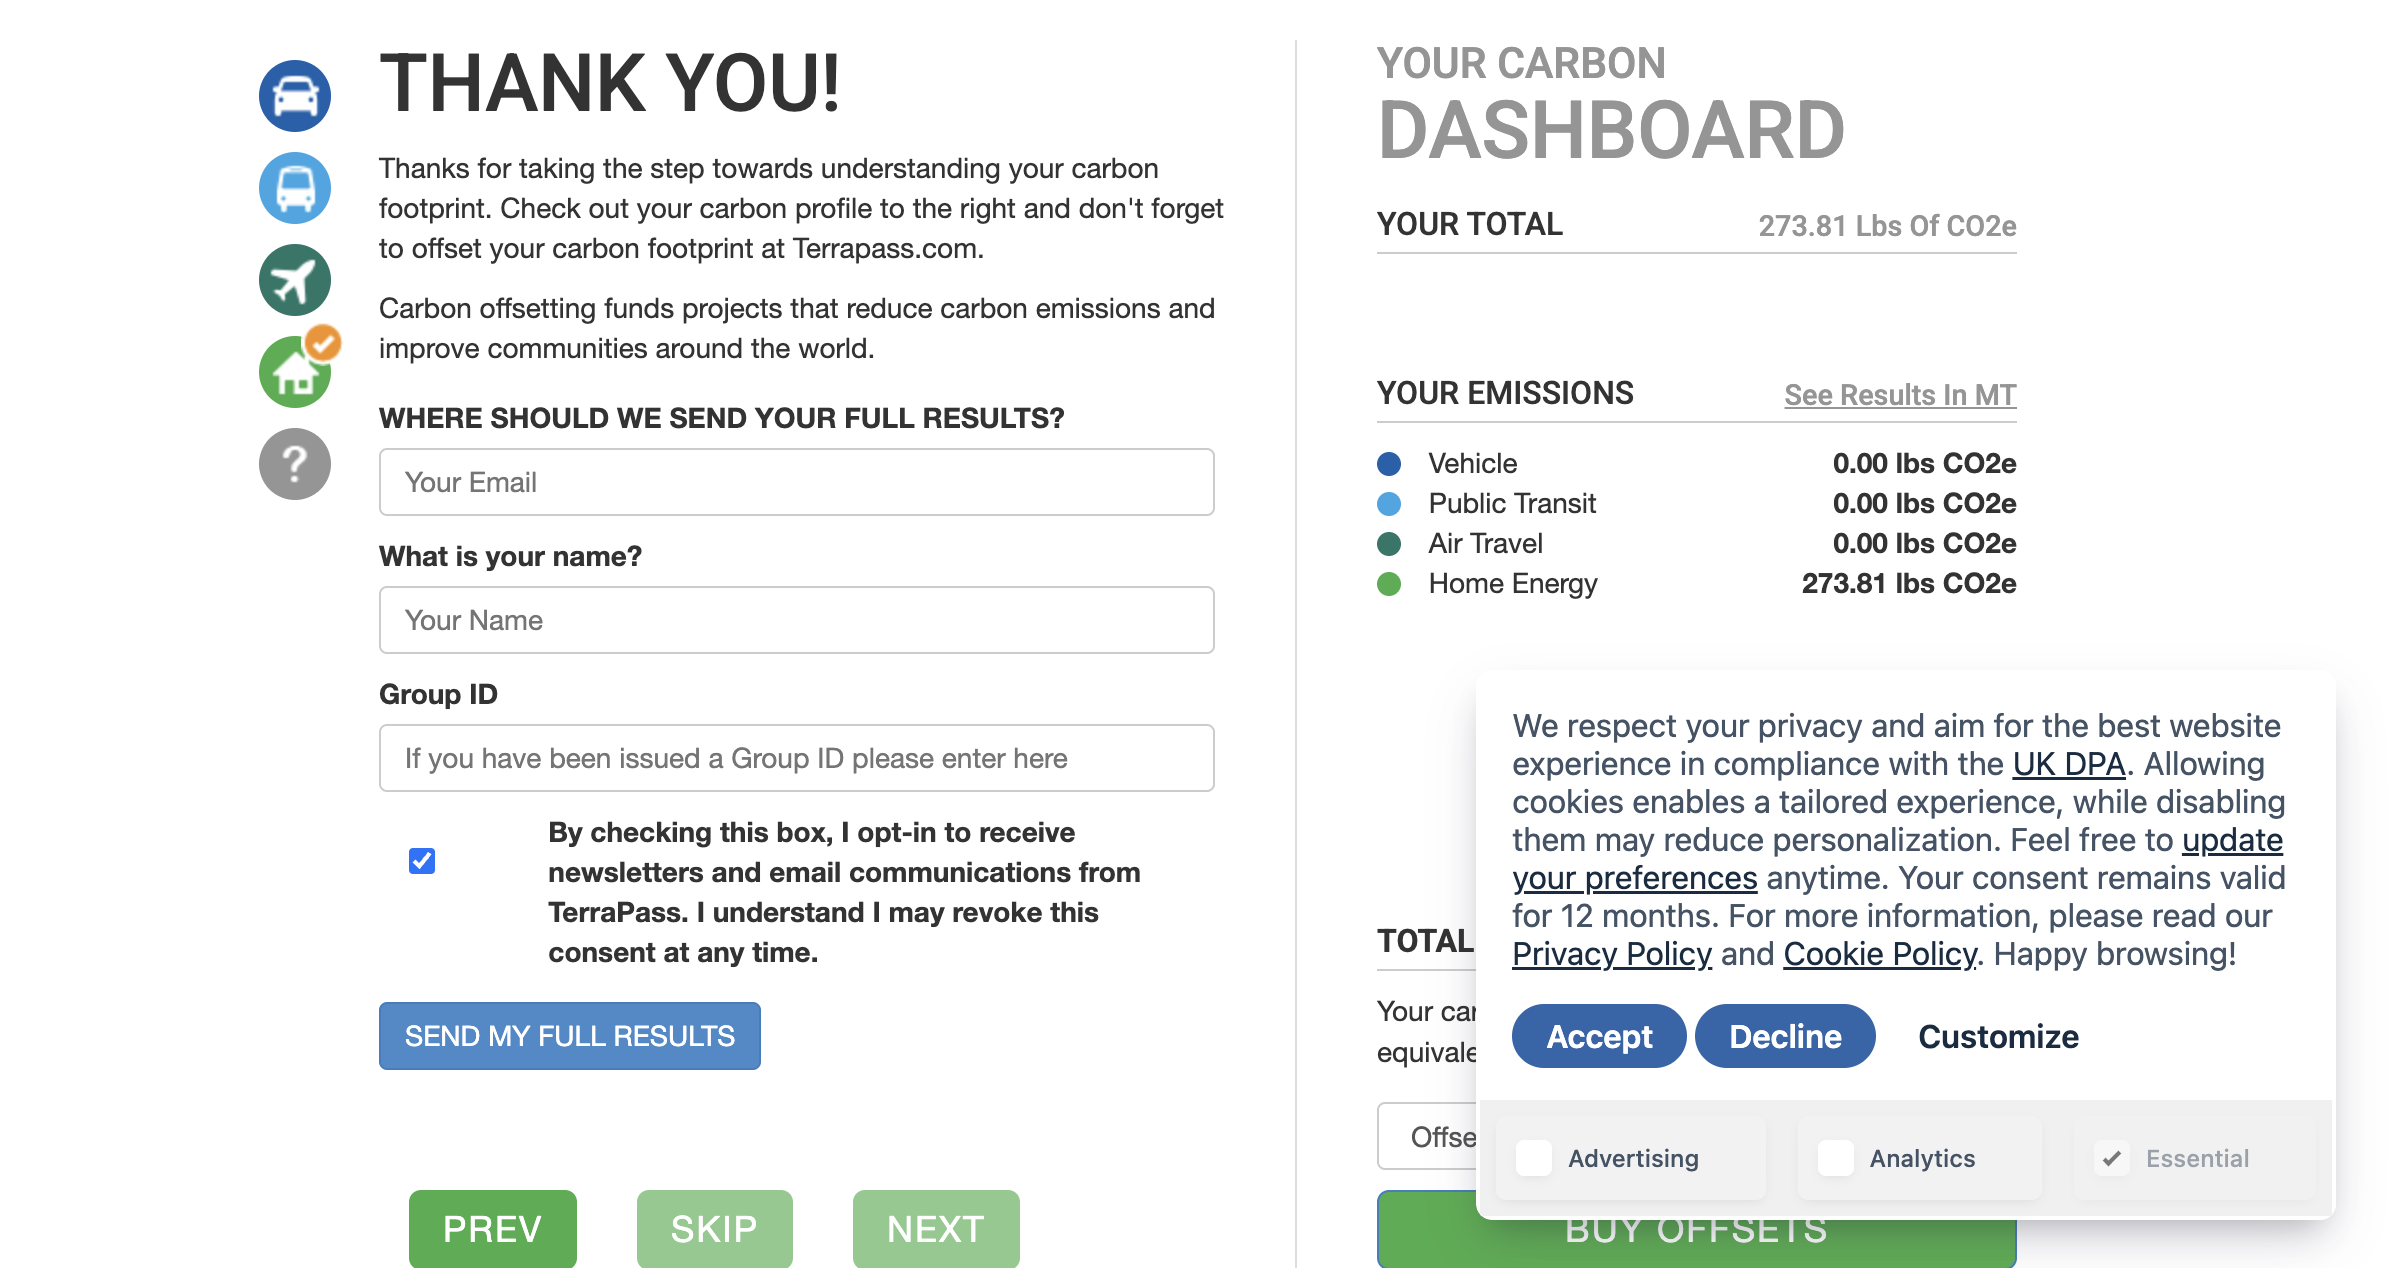 THANK YOU!
Thanks for taking the step towards understanding your carbon
footprint. Check out your carbon profile to the right and don't forget
to offset your carbon footprint at Terrapass.com.
Carbon offsetting funds projects that reduce carbon emissions and
improve communities around the world.
WHERE SHOULD WE SEND YOUR FULL RESULTS?
Your Email
What is your name?
Your Name
Group ID
If you have been issued a Group ID please enter here
By checking this box, I opt-in to receive
newsletters and email communications from
TerraPass. I understand I may revoke this
consent at any time.
SEND MY FULL RESULTS
PREV
SKIP
NEXT
?
YOUR CARBON
DASHBOARD
YOUR TOTAL 273.81 Lbs Of CO2e
YOUR EMISSIONS See Results In MT
Vehicle 0.00 lbs CO2e
Public Transit 0.00 lbs CO2e
Air Travel 0.00 lbs CO2e
Home Energy 273.81 lbs CO2e
TOTAL
Your
BUY OFFSETS
We respect your privacy and aim for the best website
experience in compliance with the UK DPA. Allowing
cookies enables a tailored experience, while disabling
them may reduce personalization. Feel free to update
your preferences anytime. Your consent remains valid
for 12 months. For more information, please read our
Privacy Policy and Cookie Policy. Happy browsing!
Accept
Decline
Customize
Advertising
Analytics
Essential